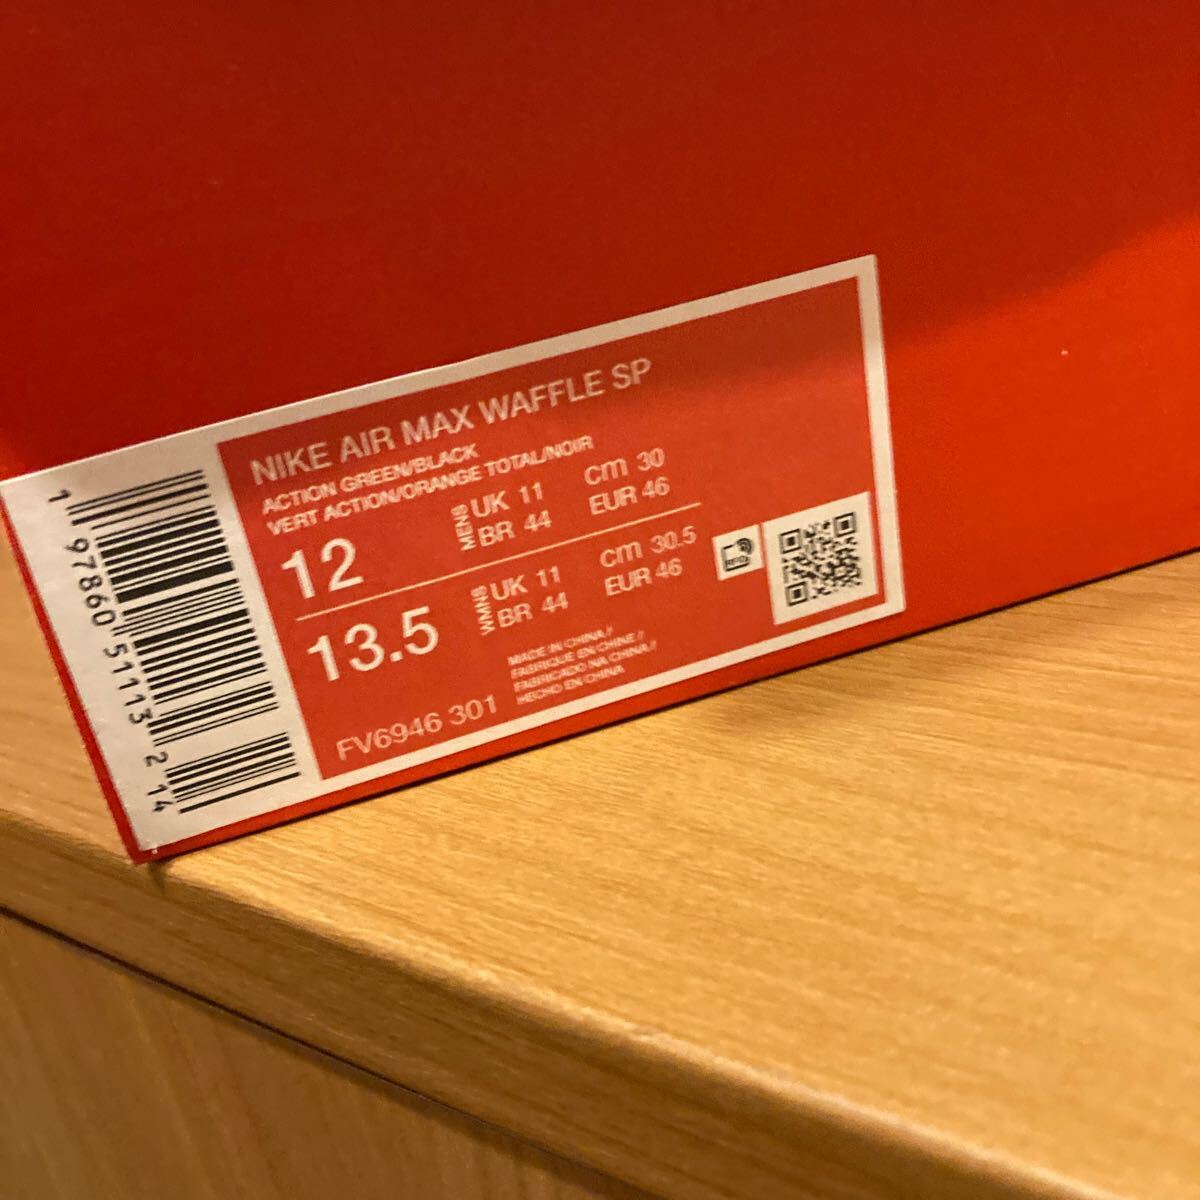 NIKE AIR MAX WAFFLE SP
ACTION GREEN/BLACK
VERT ACTION/ORANGE TOTAL/NOIR
12
MENS
UK 11
cm 30
BR 44
EUR 46
13.5
WMNS
UK 11
cm 30.5
BR 44
EUR 46
MADE IN CHINA //
FABRIQUE EN CHINE //
FABRICADO NA CHINA //
HECHO EN CHINA
FV6946 301
RFID
1 97860 51113 2 14